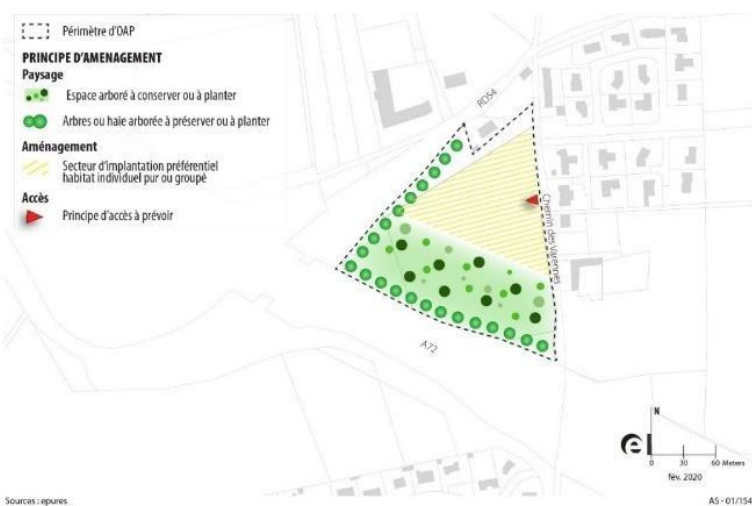 Périmètre d'OAP
PRINCIPE D'AMENAGEMENT
Paysage
Espace arboré à conserver ou à planter
Arbres ou haie arborée à préserver ou à planter
Aménagement
Secteur d'implantation préférentiel
habitat individuel pur ou groupé
Accès
Principe d'accès à prévoir
RD54
Chemin des Varennes
A72
N
0 30 60 Meters
fév. 2020
Sources : epures
AS - 01/154